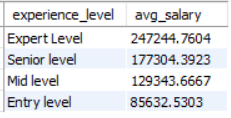 experience_level avg_salary
Expert Level 247244.7604
Senior level 177304.3923
Mid level 129343.6667
Entry level 85632.5303